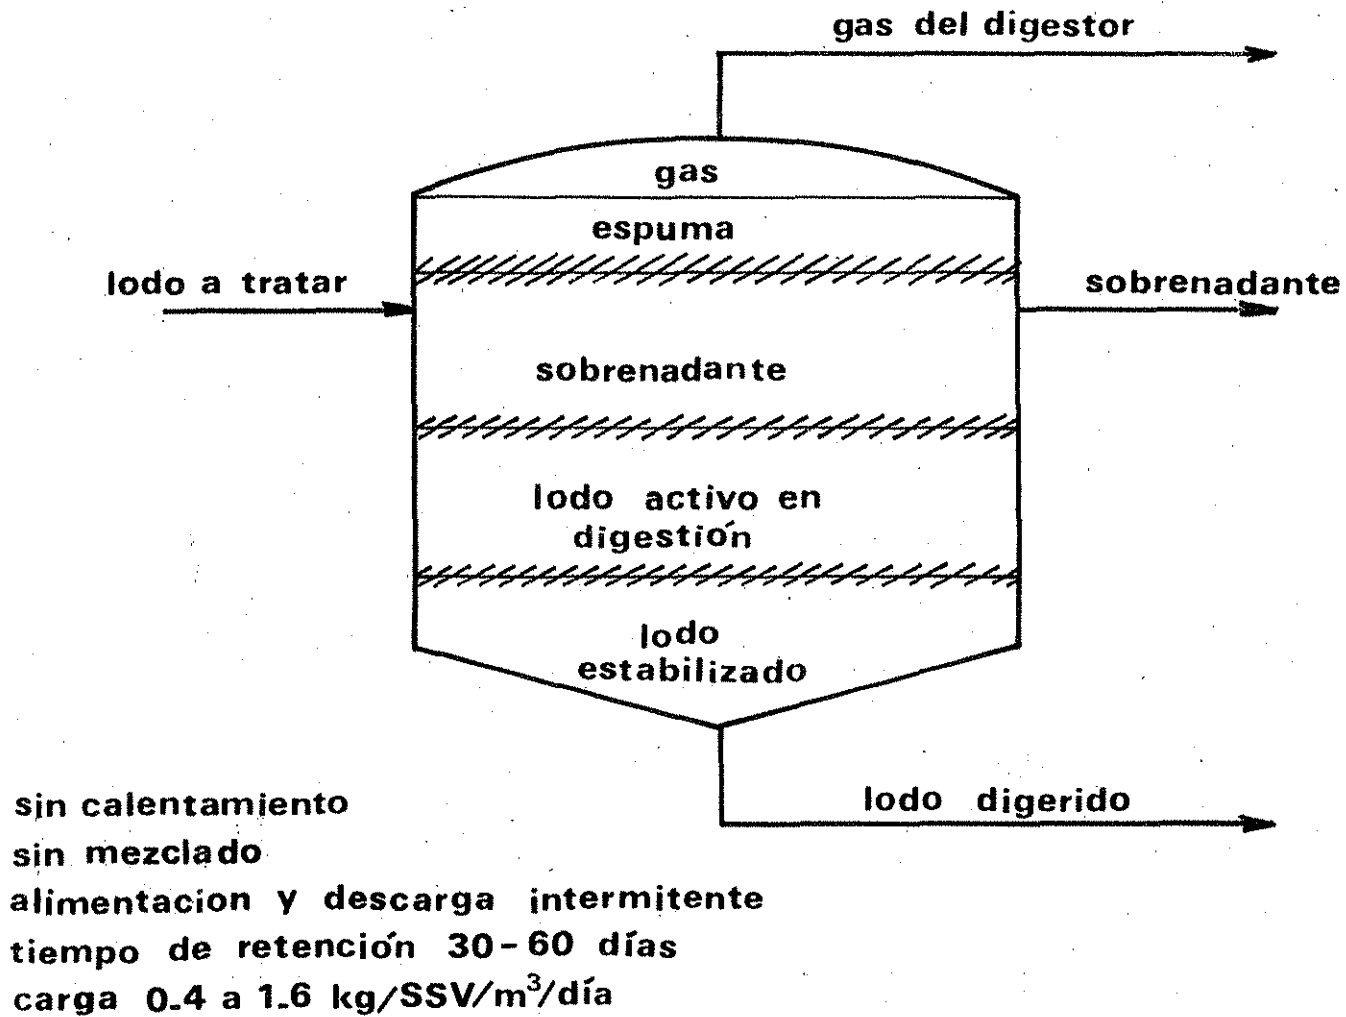 gas del digestor
gas
espuma
lodo a tratar
sobrenadante
sobrenadante
lodo activo en
digestión
lodo
estabilizado
lodo digerido
sin calentamiento
sin mezclado
alimentacion y descarga intermitente
tiempo de retención 30-60 días
carga 0.4 a 1.6 kg/SSV/m³/día